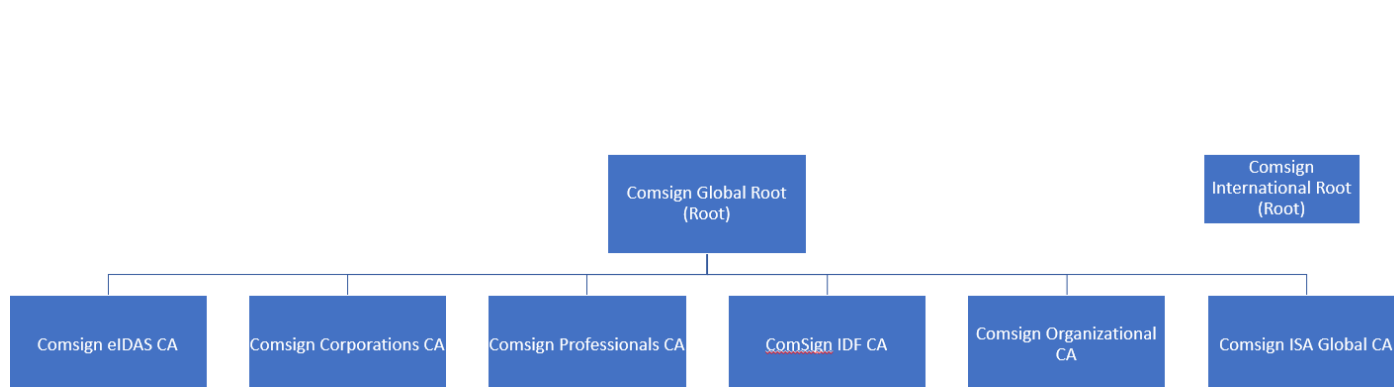 Comsign Global Root
(Root)
Comsign
International Root
(Root)
Comsign eIDAS CA
Comsign Corporations CA
Comsign Professionals CA
ComSign IDF CA
Comsign Organizational
CA
Comsign ISA Global CA